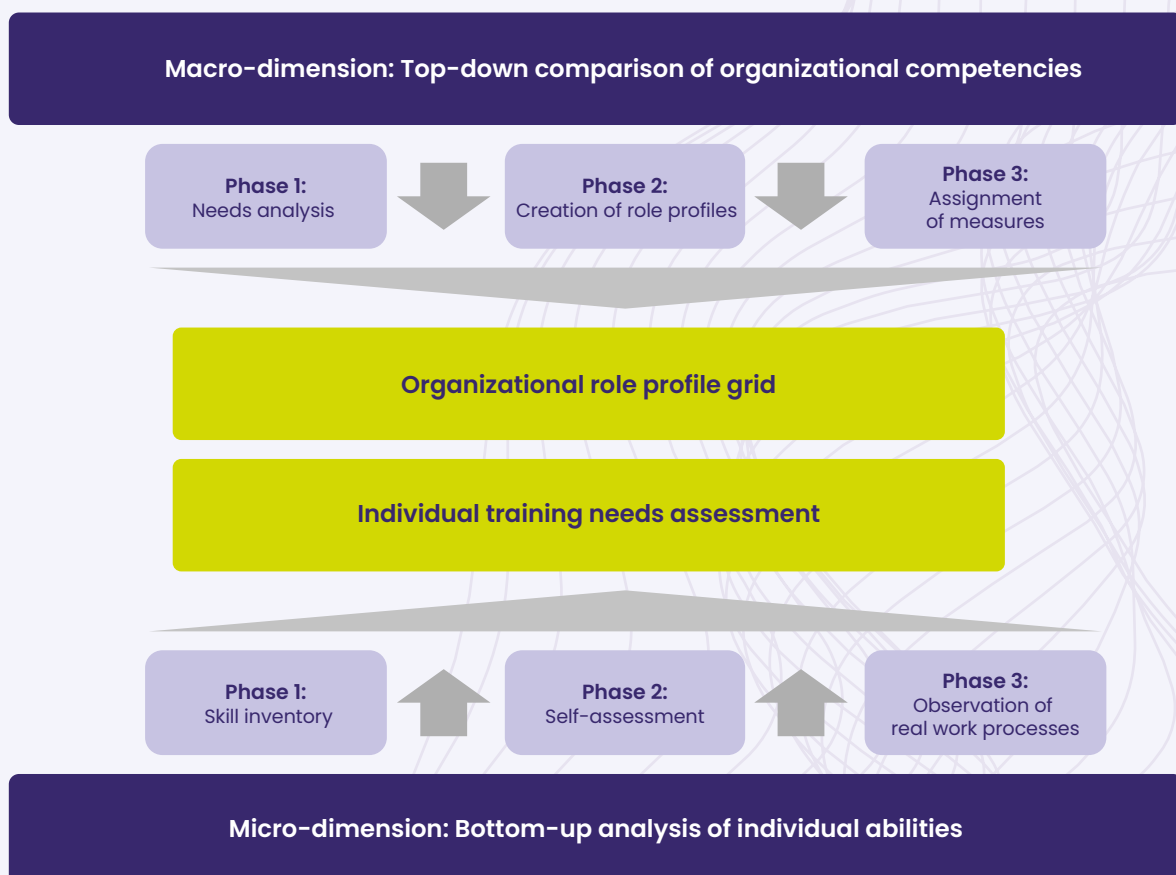 Macro-dimension: Top-down comparison of organizational competencies
Phase 1:
Needs analysis
Phase 2:
Creation of role profiles
Phase 3:
Assignment
of measures
Organizational role profile grid
Individual training needs assessment
Phase 1:
Skill inventory
Phase 2:
Self-assessment
Phase 3:
Observation of
real work processes
Micro-dimension: Bottom-up analysis of individual abilities